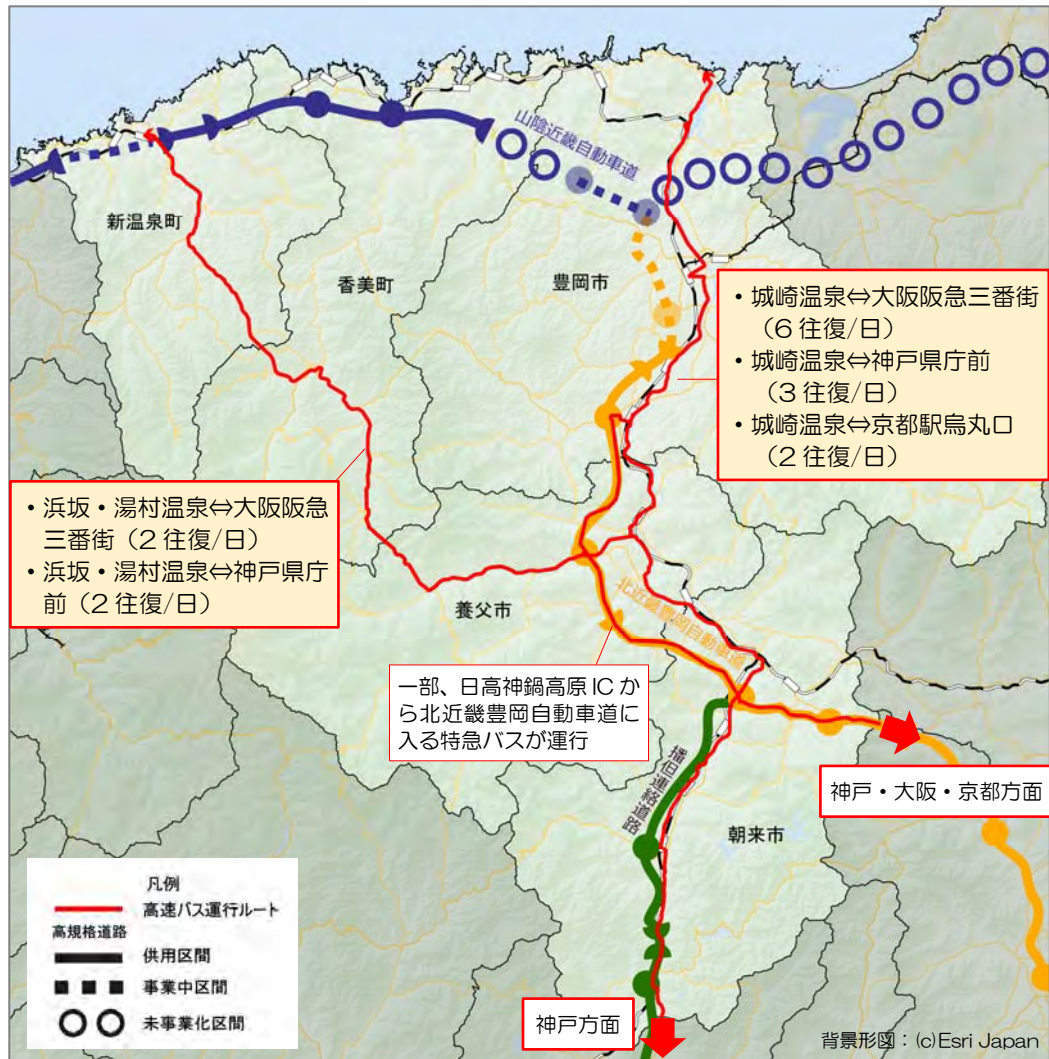 山陰近畿自動車道
新温泉町
香美町
豊岡市
・城崎温泉⇔大阪阪急三番街
（6 往復/日）
・城崎温泉⇔神戸県庁前
（3 往復/日）
・城崎温泉⇔京都駅烏丸口
（2 往復/日）
・浜坂・湯村温泉⇔大阪阪急
三番街（2 往復/日）
・浜坂・湯村温泉⇔神戸県庁
前（2 往復/日）
養父市
北近畿豊岡自動車道
一部、日高神鍋高原 IC か
ら北近畿豊岡自動車道に
入る特急バスが運行
神戸・大阪・京都方面
播但連絡道路
朝来市
凡例
高速バス運行ルート
高規格道路
供用区間
事業中区間
未事業化区間
神戸方面
背景形図：(c)Esri Japan